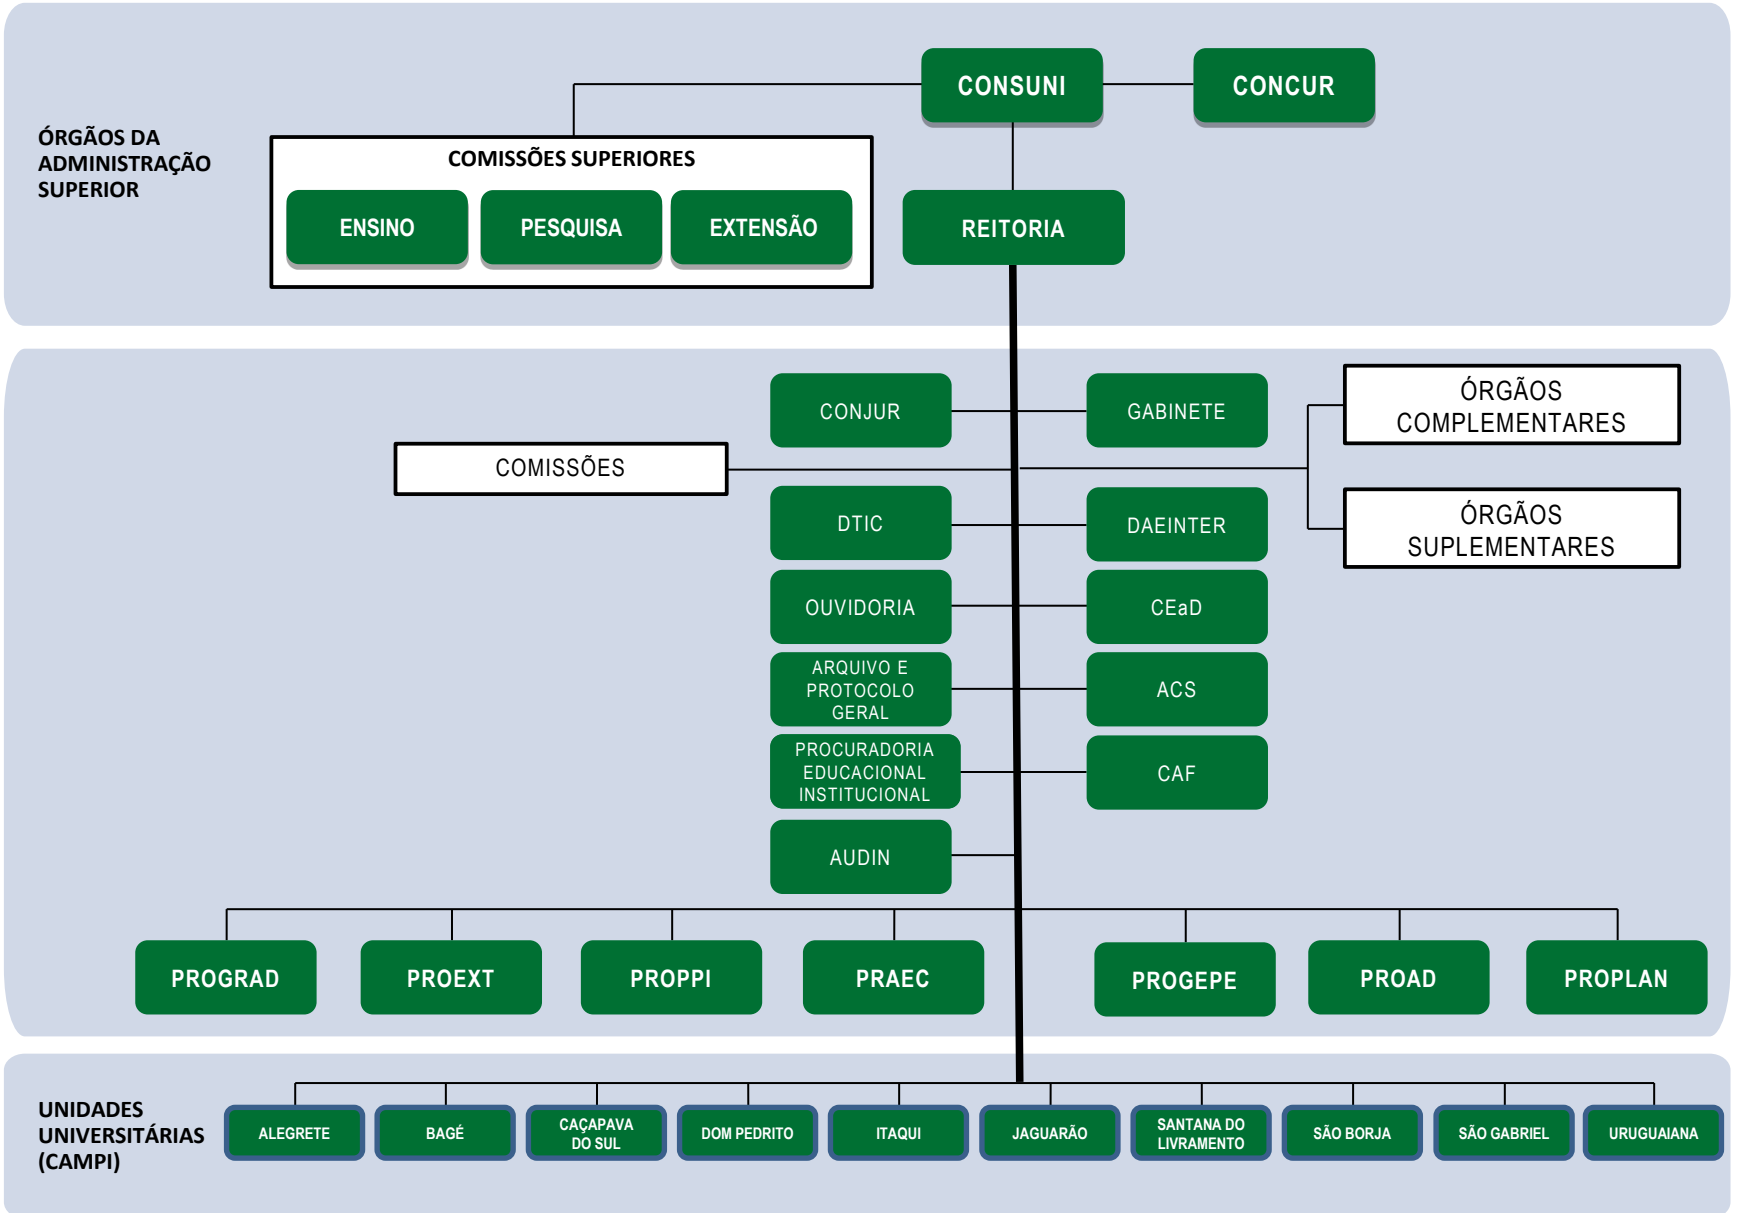 CONSUNI
CONCUR
ÓRGÃOS DA
ADMINISTRAÇÃO
SUPERIOR
COMISSÕES SUPERIORES
ENSINO
PESQUISA
EXTENSÃO
REITORIA
CONJUR
GABINETE
ÓRGÃOS
COMPLEMENTARES
COMISSÕES
DTIC
DAEINTER
ÓRGÃOS
SUPLEMENTARES
OUVIDORIA
CEaD
ARQUIVO E
PROTOCOLO
GERAL
ACS
PROCURADORIA
EDUCACIONAL
INSTITUCIONAL
CAF
AUDIN
PROGRAD
PROEXT
PROPPI
PRAEC
PROGEPE
PROAD
PROPLAN
UNIDADES
UNIVERSITÁRIAS
(CAMPI)
ALEGRETE
BAGÉ
CAÇAPAVA
DO SUL
DOM PEDRITO
ITAQUI
JAGUARÃO
SANTANA DO
LIVRAMENTO
SÃO BORJA
SÃO GABRIEL
URUGUAIANA